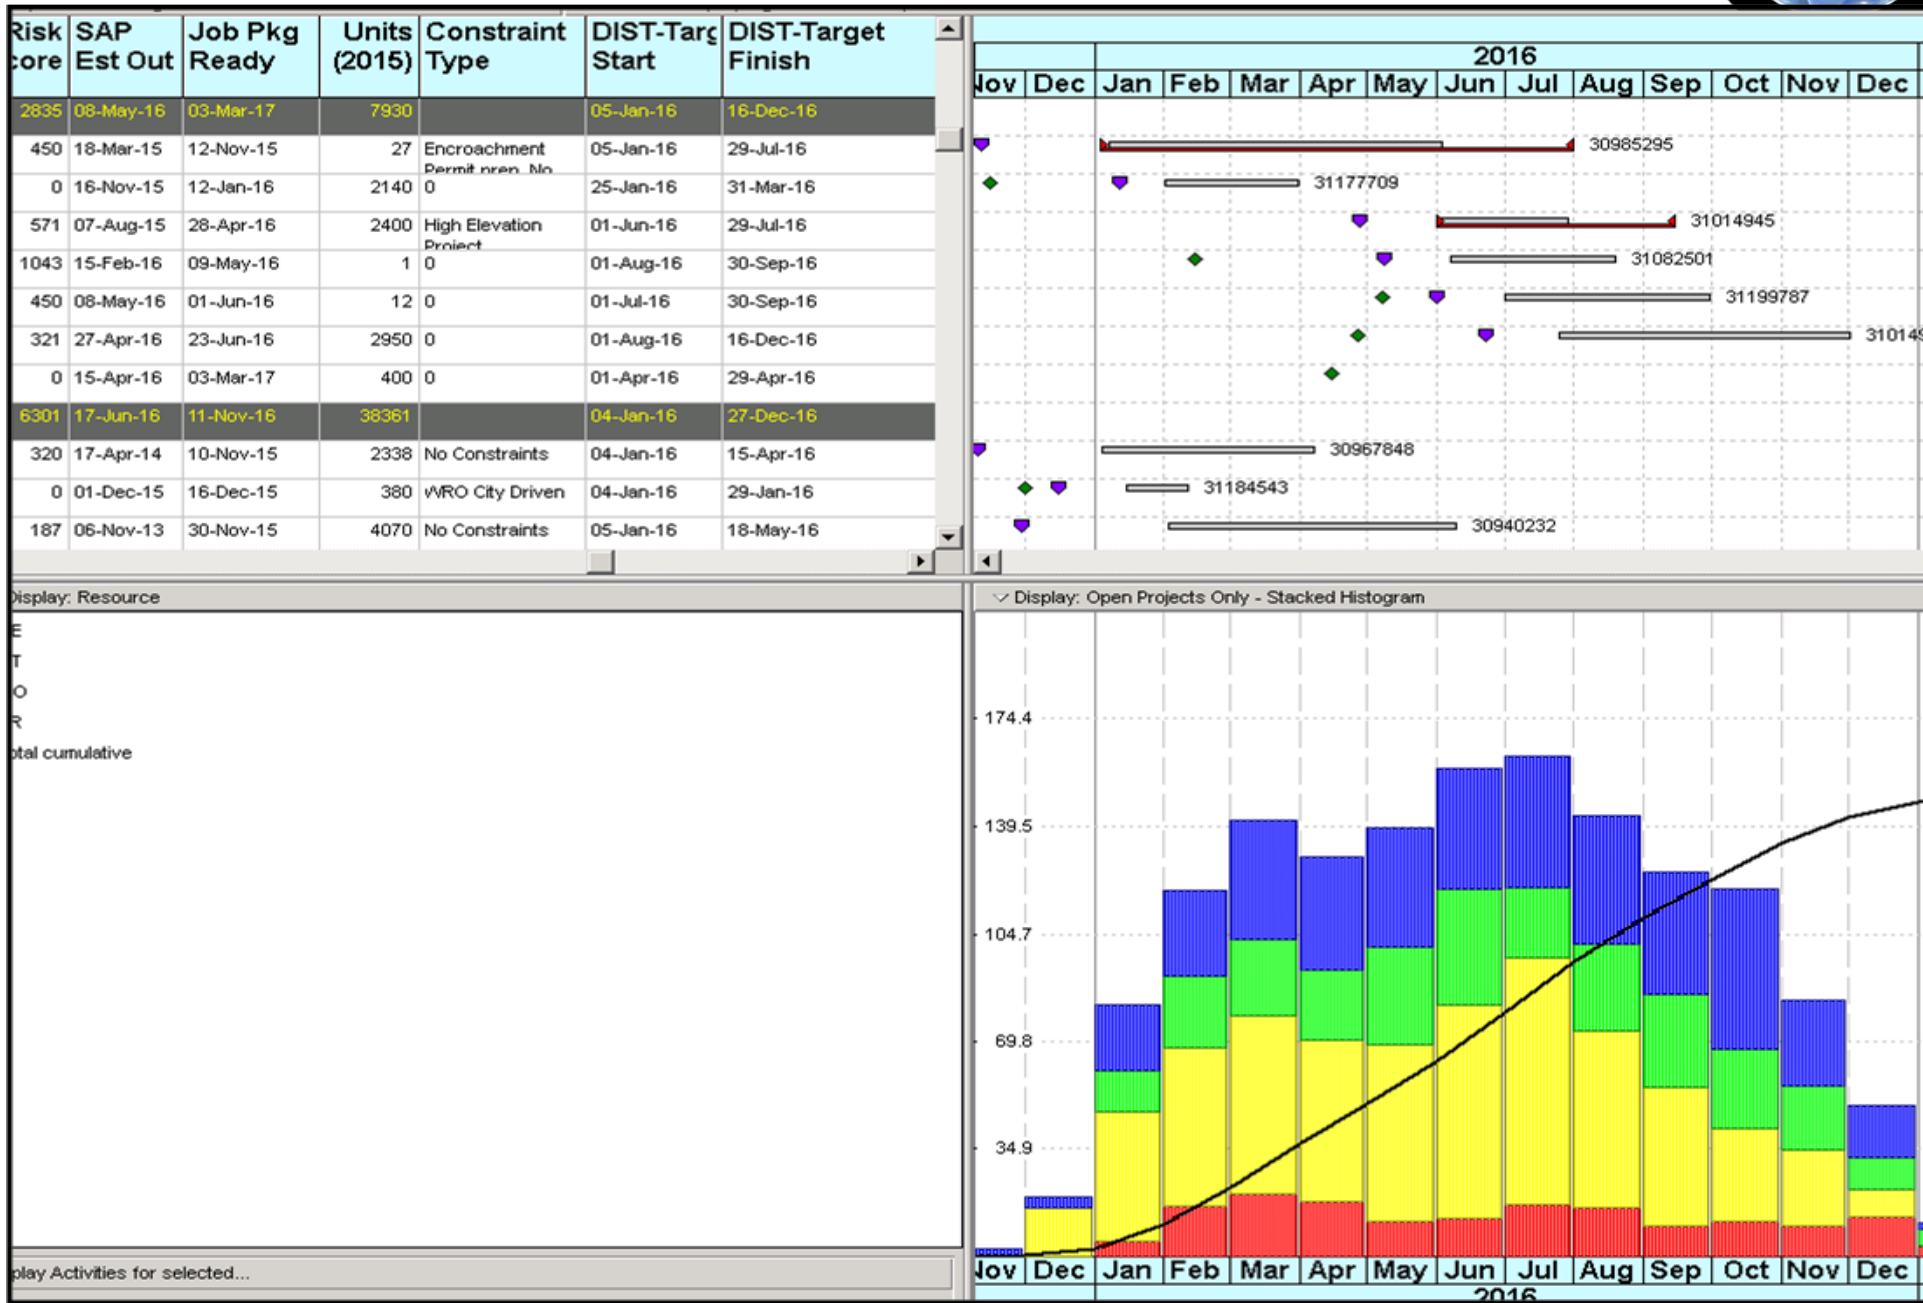 Risk SAP Job Pkg Units Constraint DIST-Targ DIST-Target
core Est Out Ready (2015) Type Start Finish
2835 08-May-16 03-Mar-17 7930 05-Jan-16 16-Dec-16
450 18-Mar-15 12-Nov-15 27 Encroachment 05-Jan-16 29-Jul-16
Permit prep, No
0 16-Nov-15 12-Jan-16 2140 0 25-Jan-16 31-Mar-16
571 07-Aug-15 28-Apr-16 2400 High Elevation 01-Jun-16 29-Jul-16
Project
1043 15-Feb-16 09-May-16 1 0 01-Aug-16 30-Sep-16
450 08-May-16 01-Jun-16 12 0 01-Jul-16 30-Sep-16
321 27-Apr-16 23-Jun-16 2950 0 01-Aug-16 16-Dec-16
0 15-Apr-16 03-Mar-17 400 0 01-Apr-16 29-Apr-16
6301 17-Jun-16 11-Nov-16 38361 04-Jan-16 27-Dec-16
320 17-Apr-14 10-Nov-15 2338 No Constraints 04-Jan-16 15-Apr-16
0 01-Dec-15 16-Dec-15 380 WRO City Driven 04-Jan-16 29-Jan-16
187 06-Nov-13 30-Nov-15 4070 No Constraints 05-Jan-16 18-May-16
2016
Nov Dec Jan Feb Mar Apr May Jun Jul Aug Sep Oct Nov Dec
30985295
31177709
31014945
31082501
31199787
310149
30967848
31184543
30940232
Display: Resource
E
T
O
R
otal cumulative
play Activities for selected...
Display: Open Projects Only - Stacked Histogram
174.4
139.5
104.7
69.8
34.9
Nov Dec Jan Feb Mar Apr May Jun Jul Aug Sep Oct Nov Dec
2016